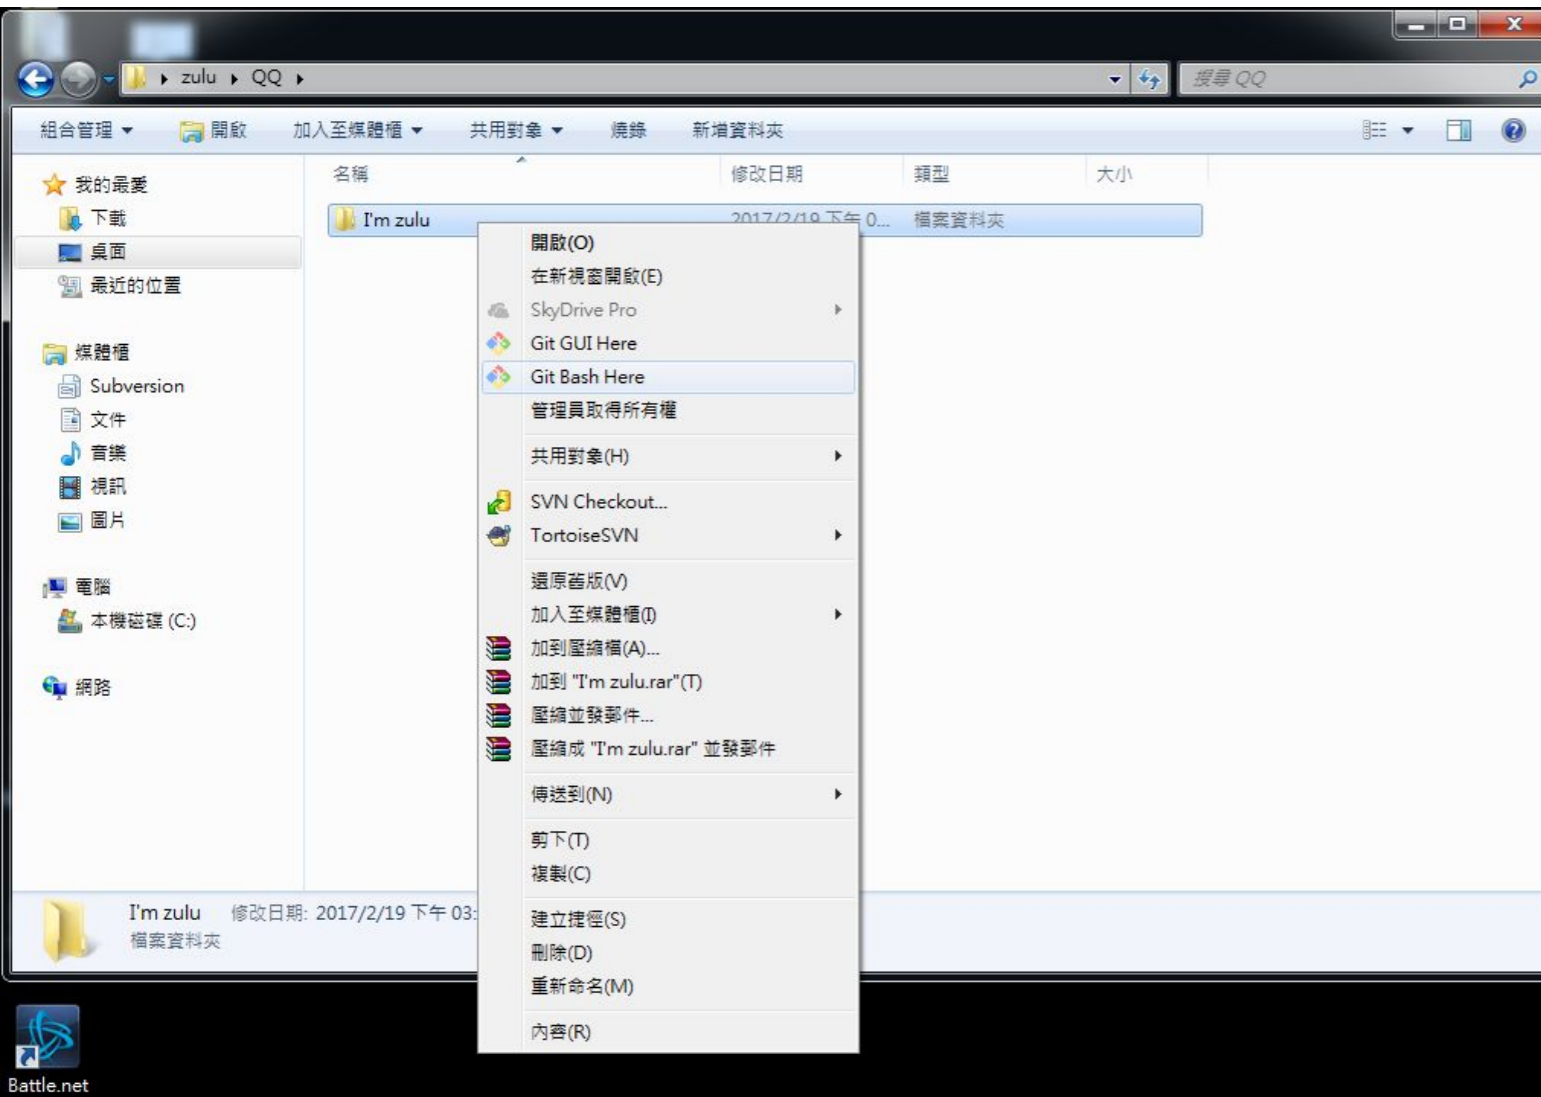 zulu QQ
搜尋 QQ
組合管理 開啟 加入至媒體櫃 共用對象 燒錄 新增資料夾
名稱 修改日期 類型 大小
我的最愛
下載
桌面
最近的位置
媒體櫃
Subversion
文件
音樂
視訊
圖片
電腦
本機磁碟 (C:)
網路
I'm zulu 2017/2/19 下午 0... 檔案資料夾
開啟(O)
在新視窗開啟(E)
SkyDrive Pro
Git GUI Here
Git Bash Here
管理員取得所有權
共用對象(H)
SVN Checkout...
TortoiseSVN
還原舊版(V)
加入至媒體櫃(I)
加到壓縮檔(A)...
加到 "I'm zulu.rar"(T)
壓縮並發郵件...
壓縮成 "I'm zulu.rar" 並發郵件
傳送到(N)
剪下(T)
複製(C)
建立捷徑(S)
刪除(D)
重新命名(M)
內容(R)
I'm zulu 修改日期: 2017/2/19 下午 03:
檔案資料夾
Battle.net